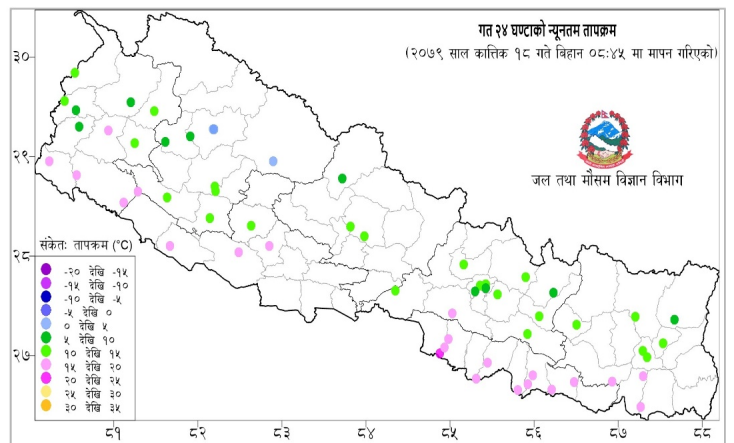 गत २४ घण्टाको न्यूनतम तापक्रम
(२०७९ साल कात्तिक १८ गते बिहान ०८:४५ मा मापन गरिएको)
जल तथा मौसम विज्ञान विभाग
३०
२९
२८
२७
संकेतः तापक्रम (°C)
-२० देखि -१५
-१५ देखि -१०
-१० देखि -५
-५ देखि ०
० देखि ५
५ देखि १०
१० देखि १५
१५ देखि २०
२० देखि २५
२५ देखि ३०
३० देखि ३५
८१ ८२ ८३ ८४ ८५ ८६ ८७ ८८